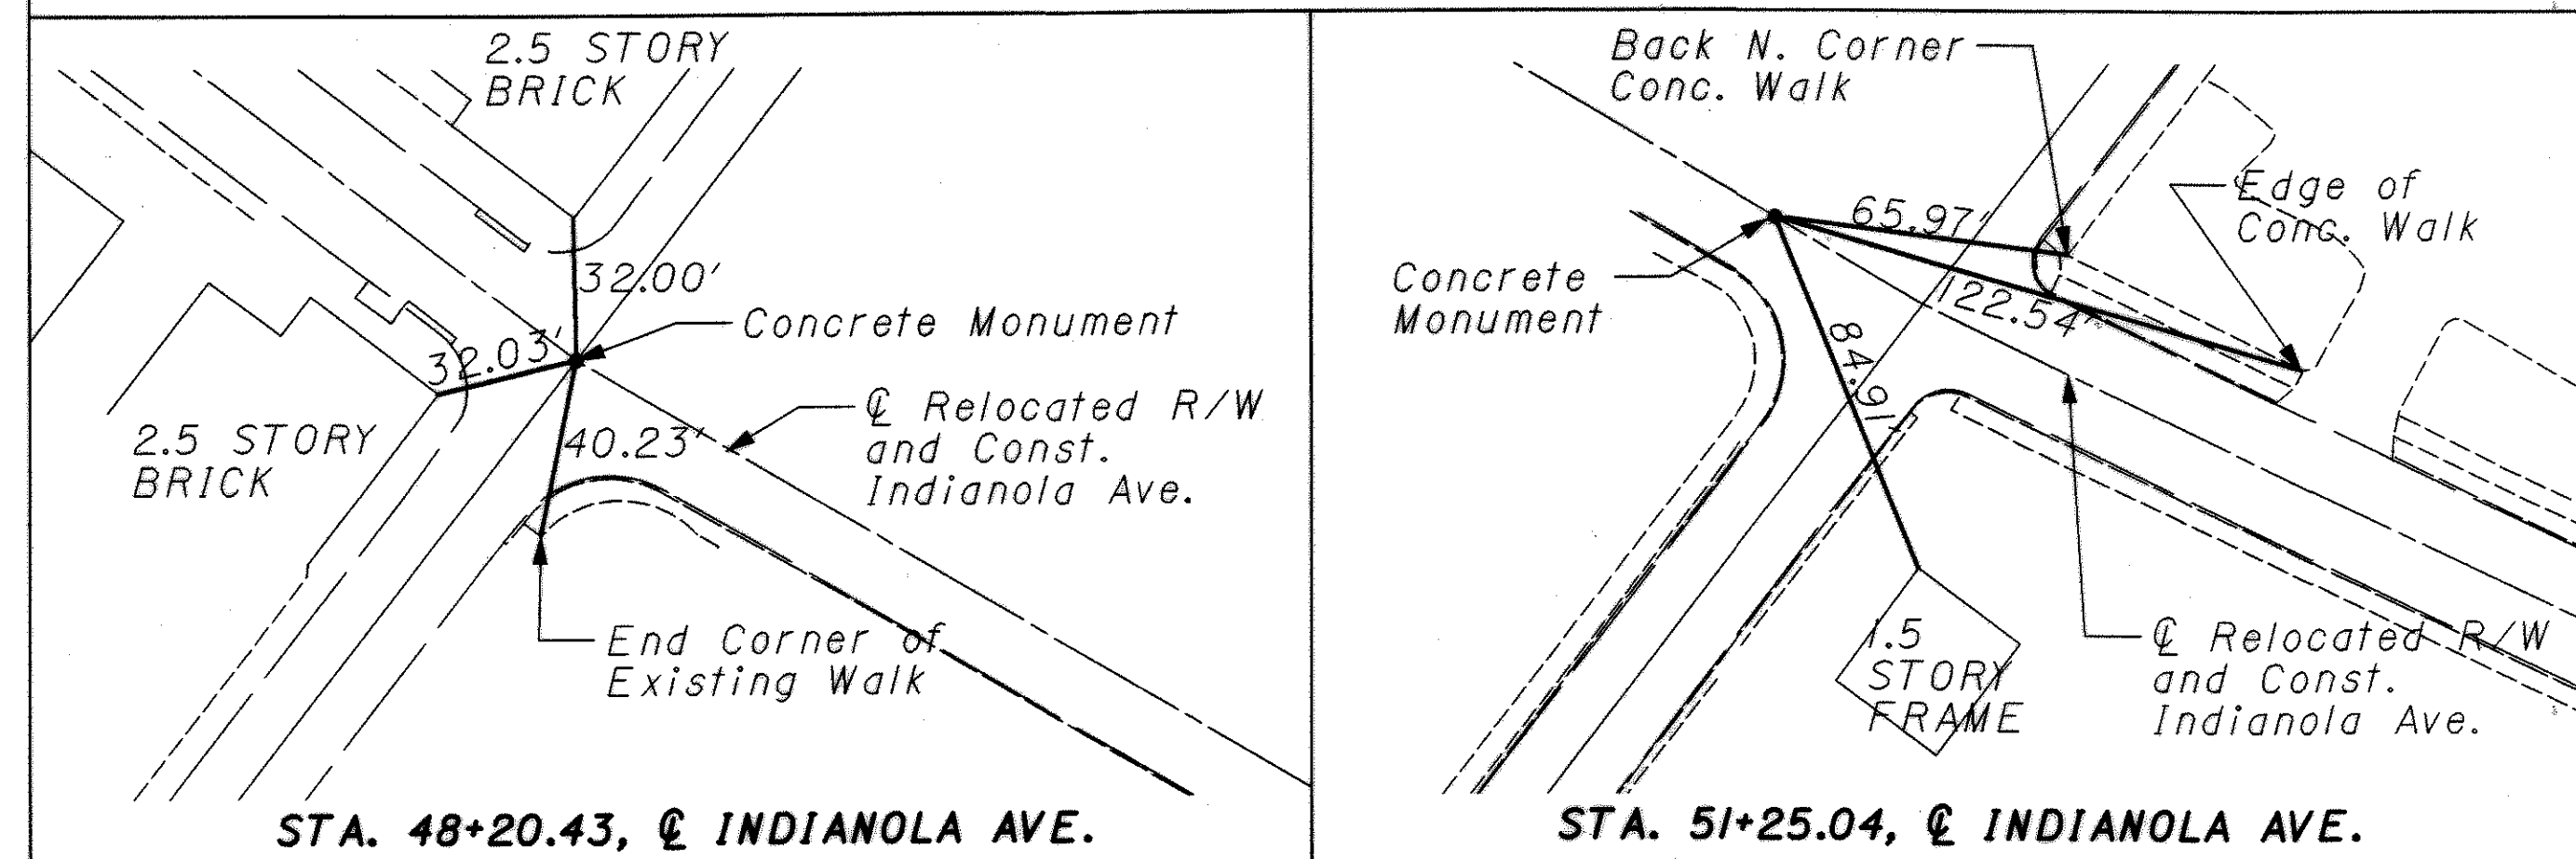 2.5 STORY
BRICK
32.00'
32.03'
Concrete Monument
2.5 STORY
BRICK
40.23'
℄ Relocated R/W
and Const.
Indianola Ave.
End Corner of
Existing Walk
STA. 48+20.43, ℄ INDIANOLA AVE.
Back N. Corner
Conc. Walk
65.97'
Edge of
Conc. Walk
Concrete
Monument
122.54'
84.91'
1.5
STORY
FRAME
℄ Relocated R/W
and Const.
Indianola Ave.
STA. 51+25.04, ℄ INDIANOLA AVE.